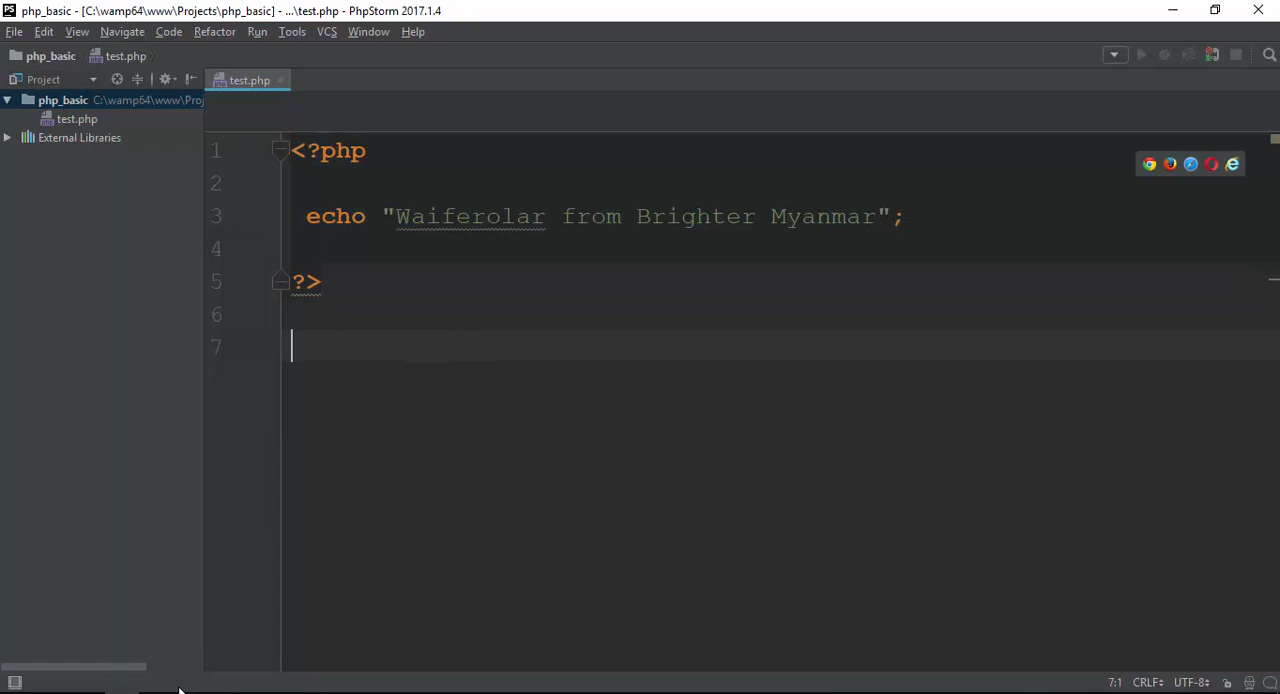 php_basic - [C:\wamp64\www\Projects\php_basic] - ...\test.php - PhpStorm 2017.1.4
File Edit View Navigate Code Refactor Run Tools VCS Window Help
php_basic test.php
Project test.php
php_basic C:\wamp64\www\Proj
test.php
External Libraries
1 <?php
2
3 echo "Waiferolar from Brighter Myanmar";
4
5 ?>
6
7
7:1 CRLF UTF-8